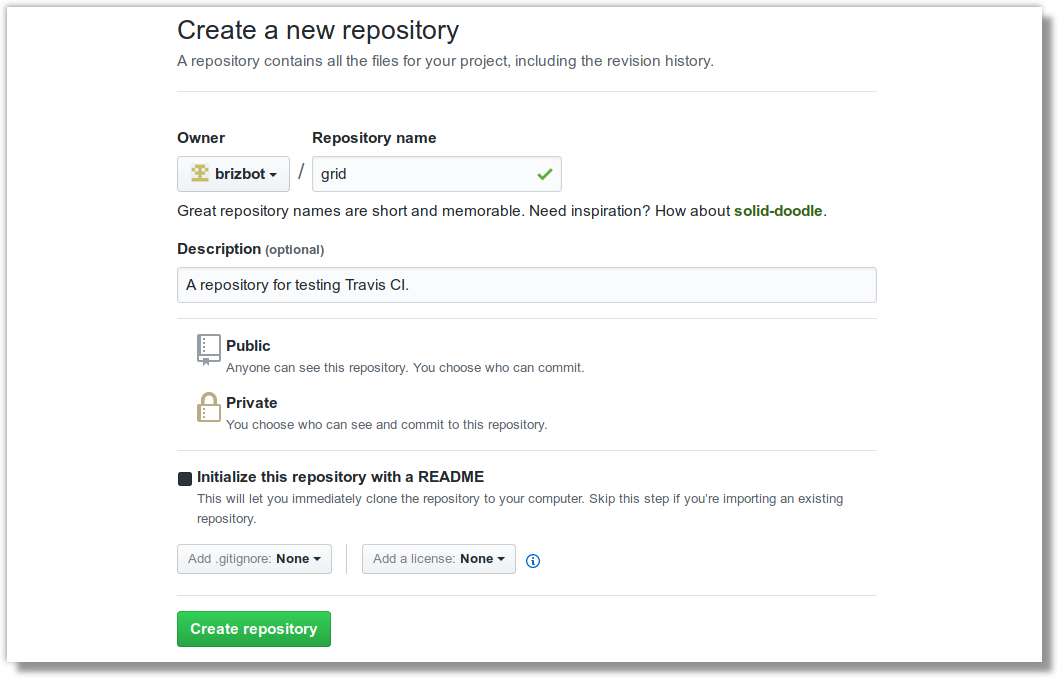 Create a new repository
A repository contains all the files for your project, including the revision history.
Owner
Repository name
brizbot / grid
Great repository names are short and memorable. Need inspiration? How about solid-doodle.
Description (optional)
A repository for testing Travis CI.
Public
Anyone can see this repository. You choose who can commit.
Private
You choose who can see and commit to this repository.
Initialize this repository with a README
This will let you immediately clone the repository to your computer. Skip this step if you're importing an existing
repository.
Add .gitignore: None
Add a license: None
Create repository